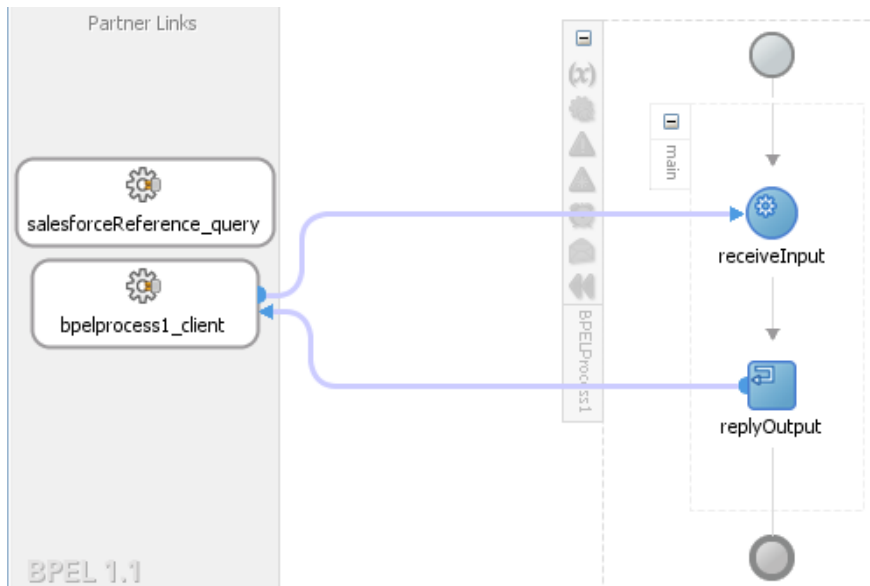 Partner Links
salesforceReference_query
bpelprocess1_client
BPEL 1.1
(x)
BPELProcess1
main
receiveInput
replyOutput